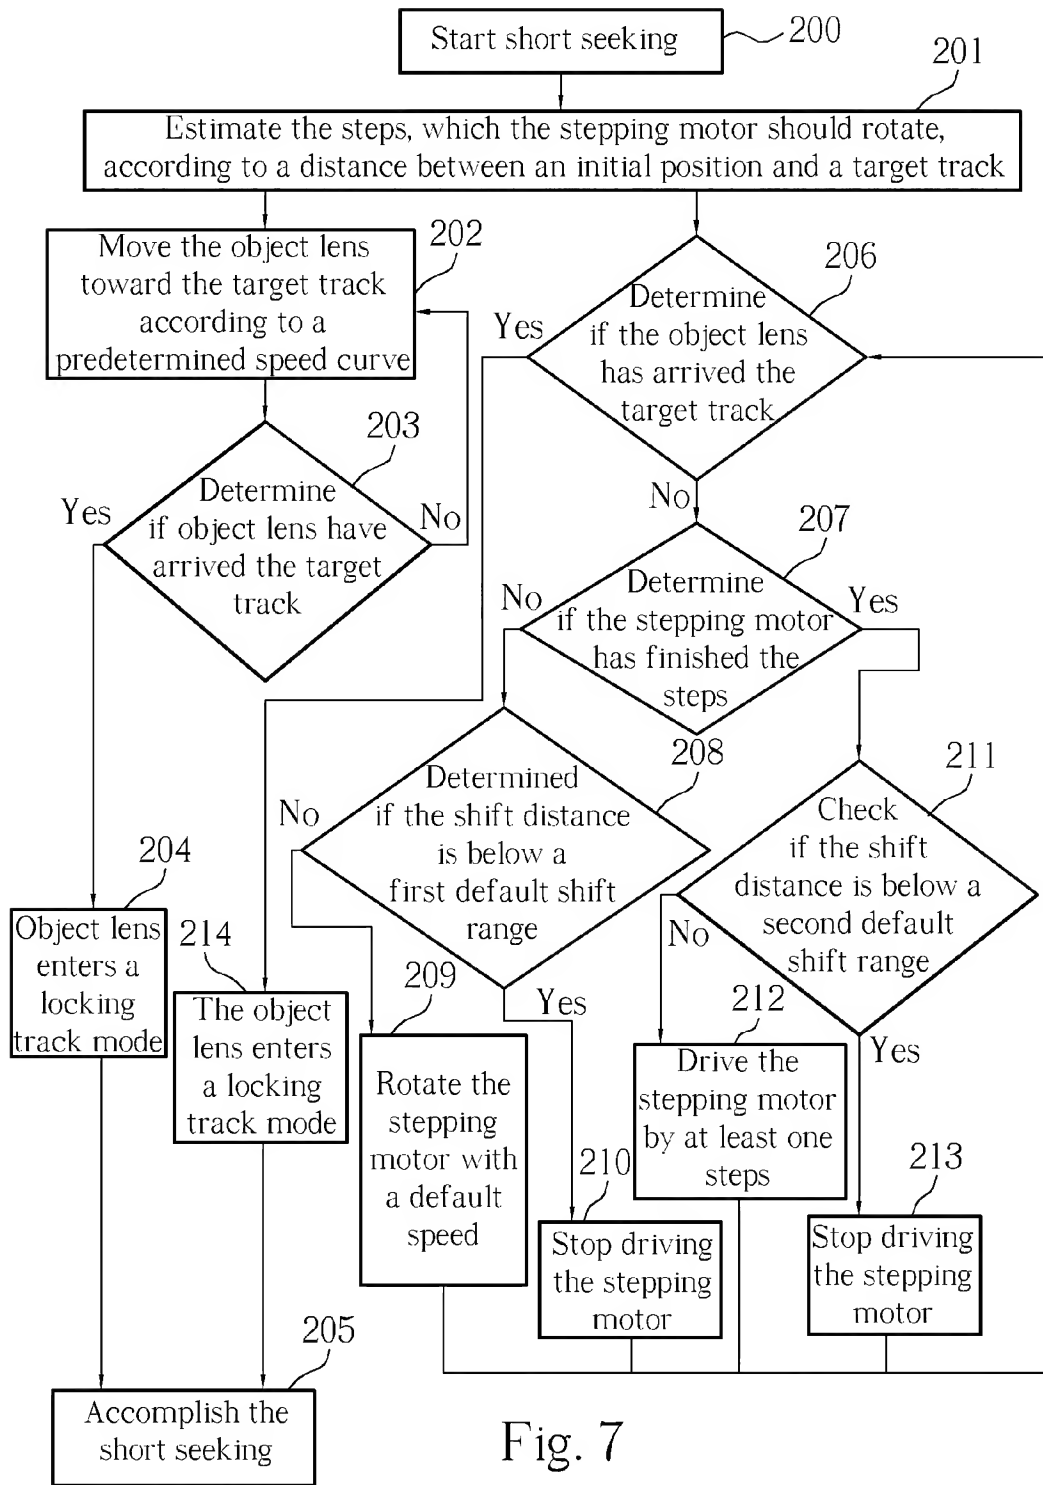 Start short seeking
200
201
Estimate the steps, which the stepping motor should rotate,
according to a distance between an initial position and a target track
202
Move the object lens
toward the target track
according to a
predetermined speed curve
206
Determine
if the object lens
has arrived the
target track
Yes
No
203
Determine
if object lens have
arrived the target
track
Yes
No
207
Determine
if the stepping motor
has finished the
steps
No
Yes
208
Determined
if the shift distance
is below a
first default shift
range
No
Yes
211
Check
if the shift
distance is below a
second default
shift range
No
Yes
204
Object lens
enters a
locking
track mode
214
The object
lens enters
a locking
track mode
209
Rotate the
stepping
motor with
a default
speed
212
Drive the
stepping motor
by at least one
steps
210
Stop driving
the stepping
motor
213
Stop driving
the stepping
motor
205
Accomplish the
short seeking
Fig. 7